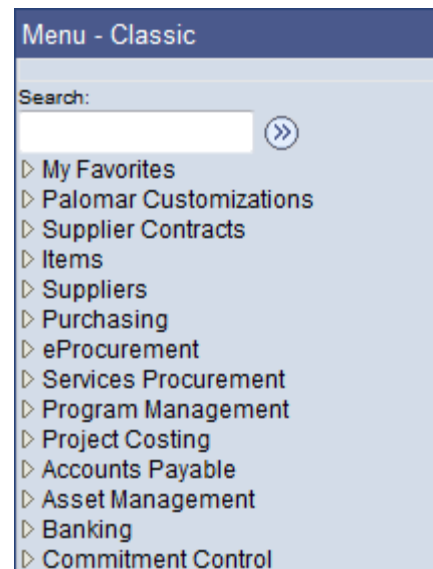 Menu - Classic
Search:
My Favorites
Palomar Customizations
Supplier Contracts
Items
Suppliers
Purchasing
eProcurement
Services Procurement
Program Management
Project Costing
Accounts Payable
Asset Management
Banking
Commitment Control